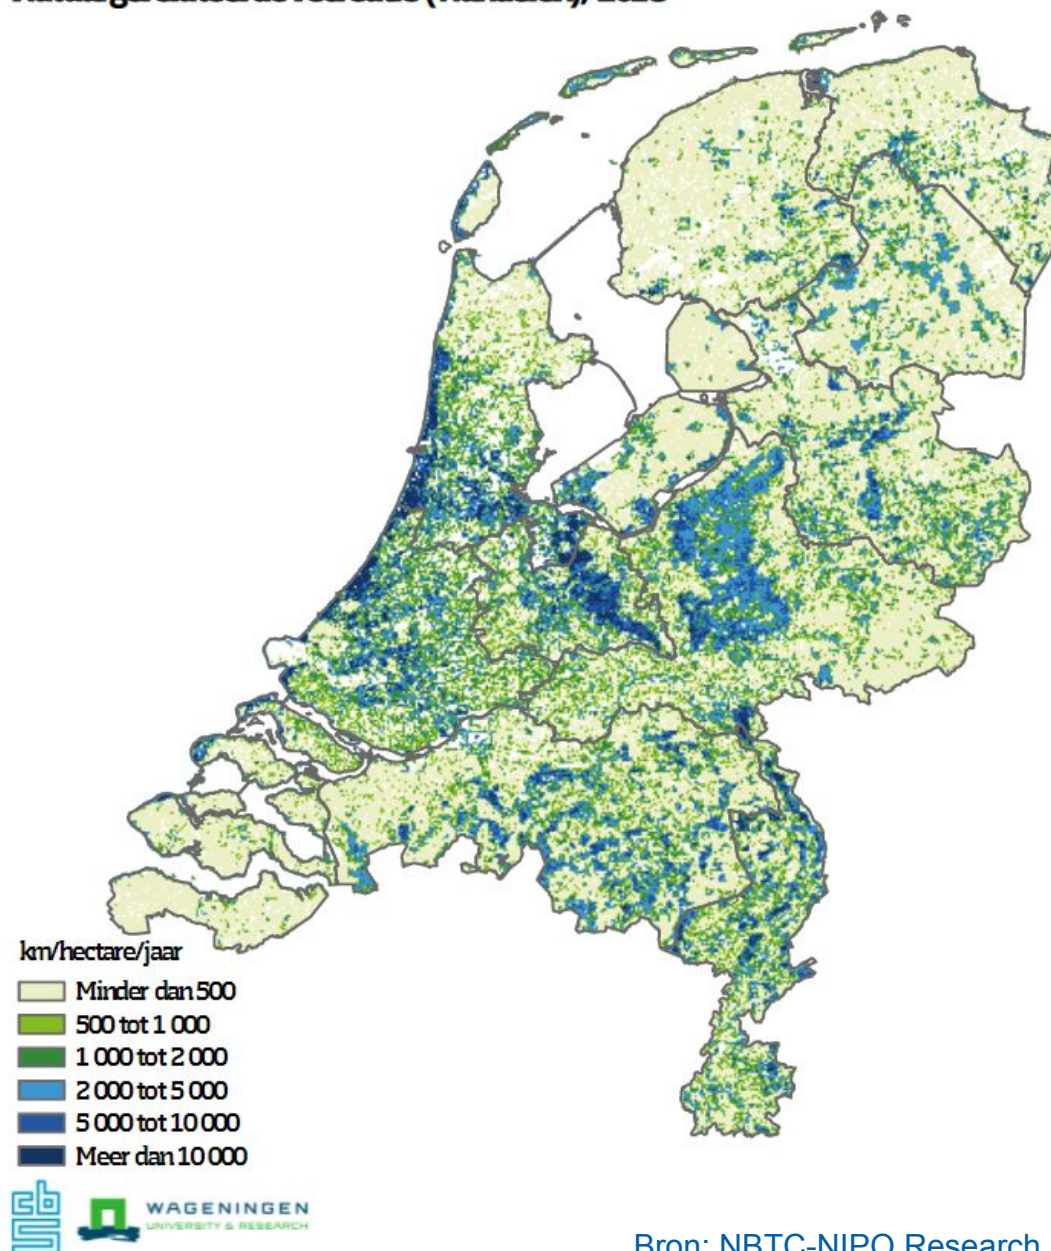 km/hectare/jaar
Minder dan 500
500 tot 1 000
1 000 tot 2 000
2 000 tot 5 000
5 000 tot 10 000
Meer dan 10 000
cbs
WAGENINGEN
UNIVERSITY & RESEARCH
Bron: NBTC-NIPO Research